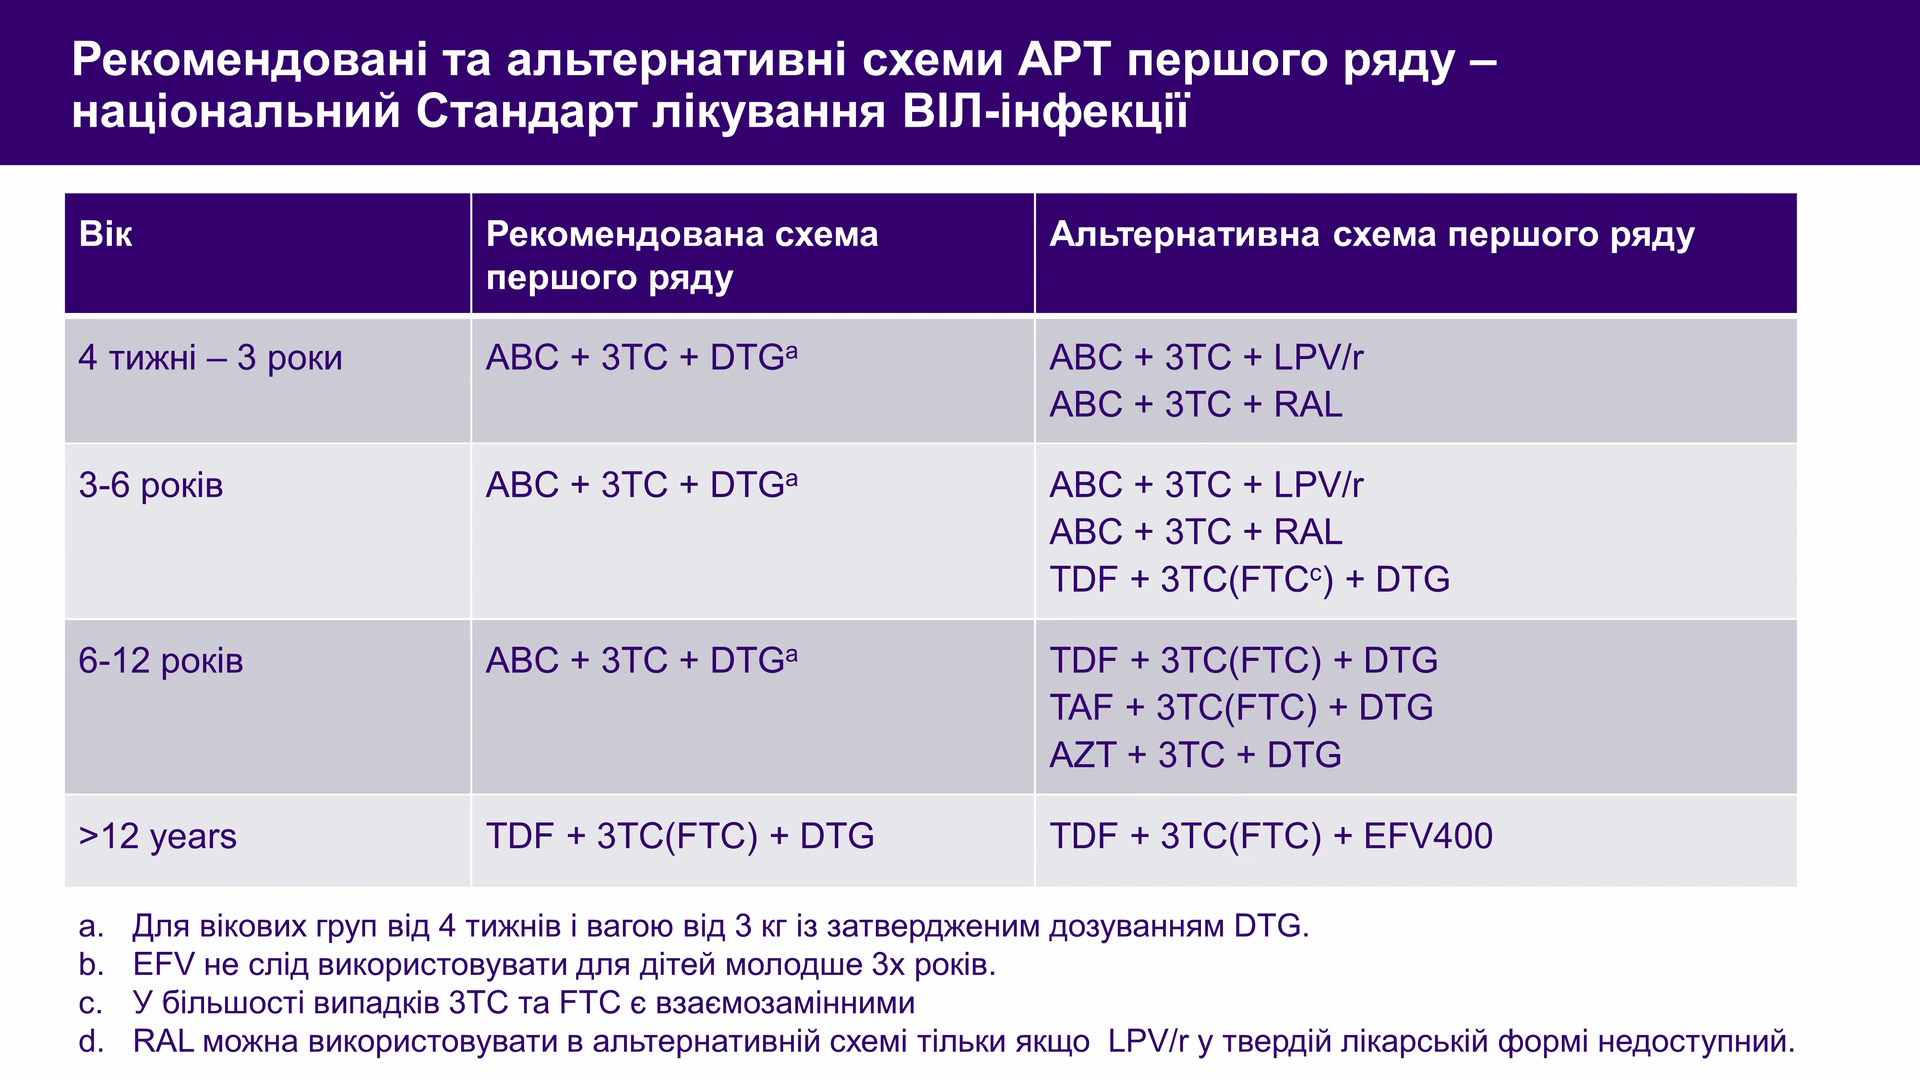 Рекомендовані та альтернативні схеми АРТ першого ряду –
національний Стандарт лікування ВІЛ-інфекції
Вік
Рекомендована схема
першого ряду
Альтернативна схема першого ряду
4 тижні – 3 роки
ABC + 3TC + DTGᵃ
ABC + 3TC + LPV/r
ABC + 3TC + RAL
3-6 років
ABC + 3TC + DTGᵃ
ABC + 3TC + LPV/r
ABC + 3TC + RAL
TDF + 3TC(FTCᶜ) + DTG
6-12 років
ABC + 3TC + DTGᵃ
TDF + 3TC(FTC) + DTG
TAF + 3TC(FTC) + DTG
AZT + 3TC + DTG
>12 years
TDF + 3TC(FTC) + DTG
TDF + 3TC(FTC) + EFV400
a. Для вікових груп від 4 тижнів і вагою від 3 кг із затвердженим дозуванням DTG.
b. EFV не слід використовувати для дітей молодше 3х років.
c. У більшості випадків 3TC та FTC є взаємозамінними
d. RAL можна використовувати в альтернативній схемі тільки якщо LPV/r у твердій лікарській формі недоступний.